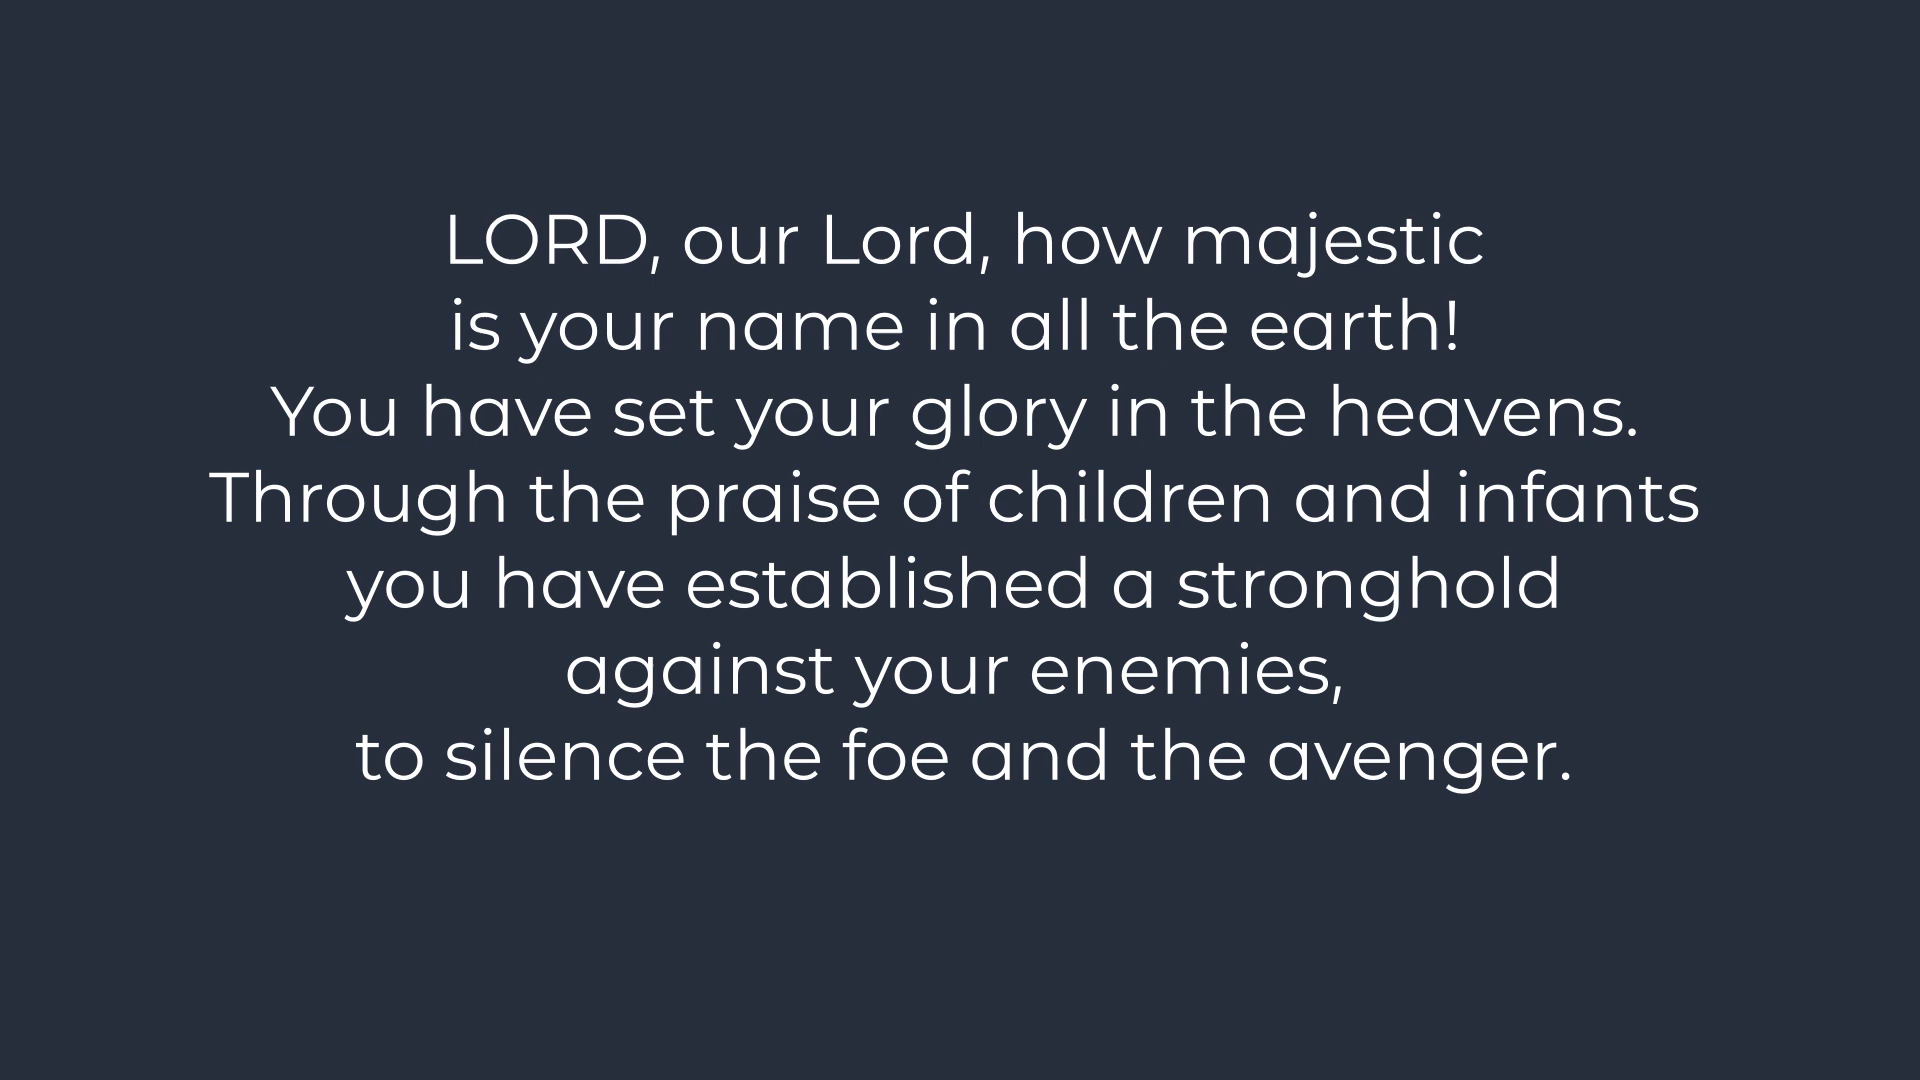 LORD, our Lord, how majestic
is your name in all the earth!
You have set your glory in the heavens.
Through the praise of children and infants
you have established a stronghold
against your enemies,
to silence the foe and the avenger.